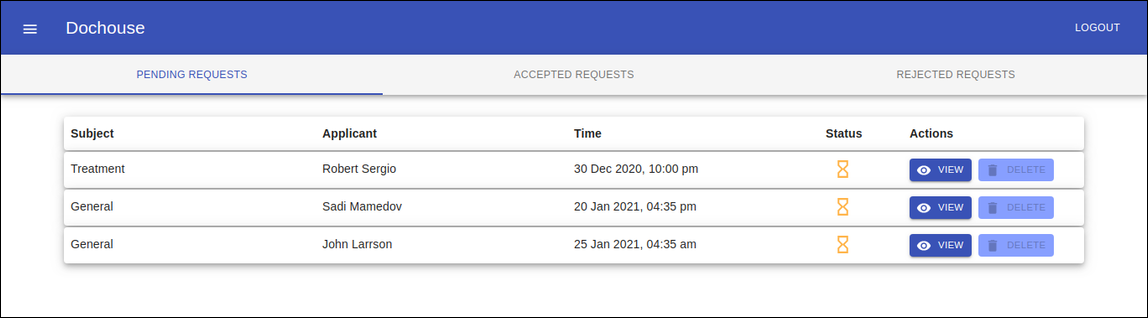 Dochouse LOGOUT
PENDING REQUESTS ACCEPTED REQUESTS REJECTED REQUESTS
Subject Applicant Time Status Actions
Treatment Robert Sergio 30 Dec 2020, 10:00 pm VIEW DELETE
General Sadi Mamedov 20 Jan 2021, 04:35 pm VIEW DELETE
General John Larrson 25 Jan 2021, 04:35 am VIEW DELETE